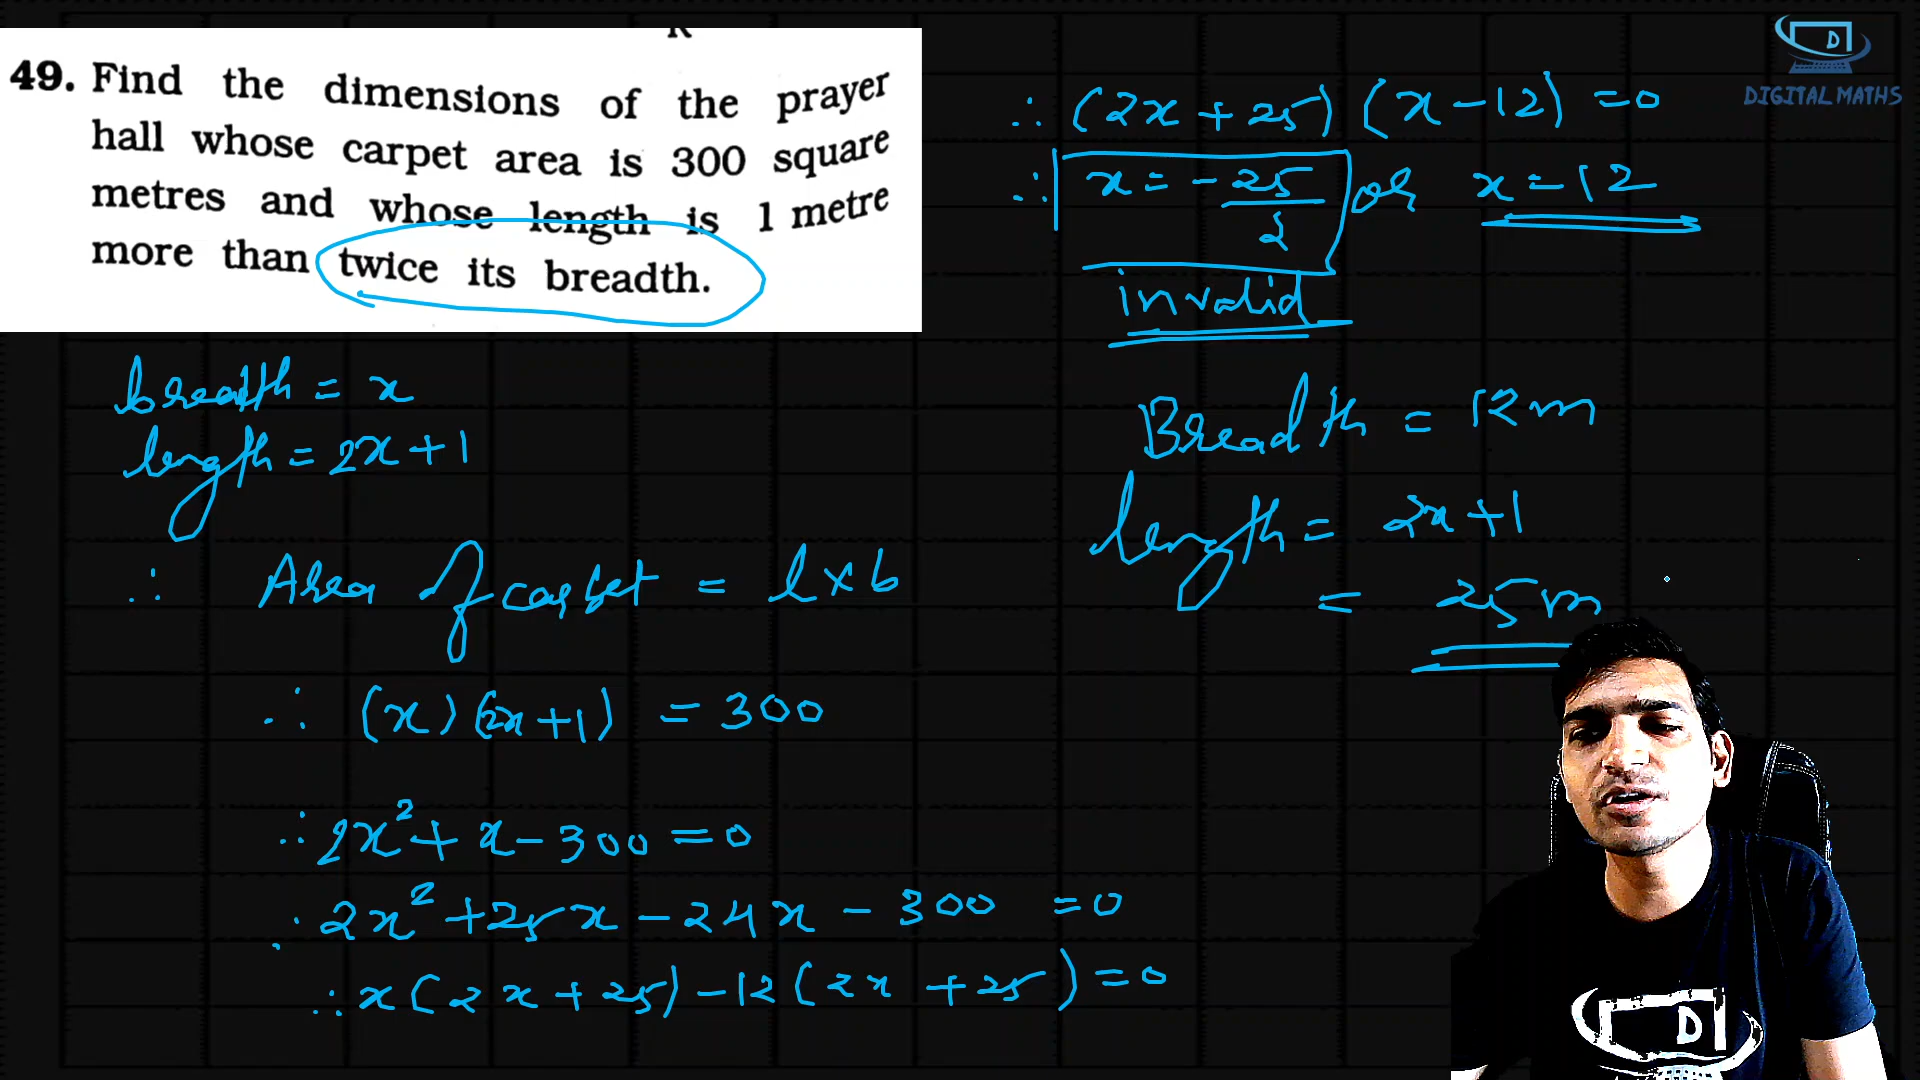 49. Find the dimensions of the prayer
hall whose carpet area is 300 square
metres and whose length is 1 metre
more than twice its breadth.
breadth = x
length = 2x+1
∴ Area of carpet = l×b
∴ (x)(2x+1) = 300
∴ 2x²+x-300=0
∴ 2x²+25x-24x-300 =0
∴ x(2x+25)-12(2x+25)=0
∴ (2x+25)(x-12)=0
∴ x=-25/2 or x=12
invalid
Breadth = 12m
length = 2x+1
= 25m
D
DIGITAL MATHS
D